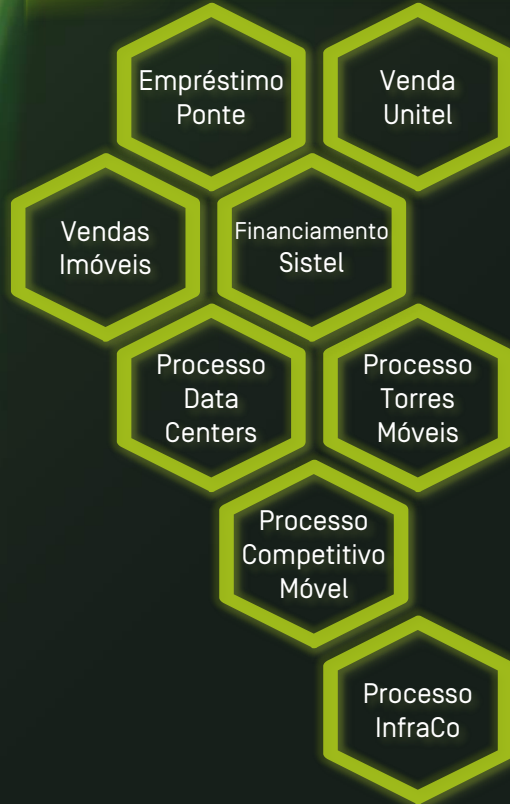 Empréstimo
Ponte
Venda
Unitel
Vendas
Imóveis
Financiamento
Sistel
Processo
Data
Centers
Processo
Torres
Móveis
Processo
Competitivo
Móvel
Processo
InfraCo